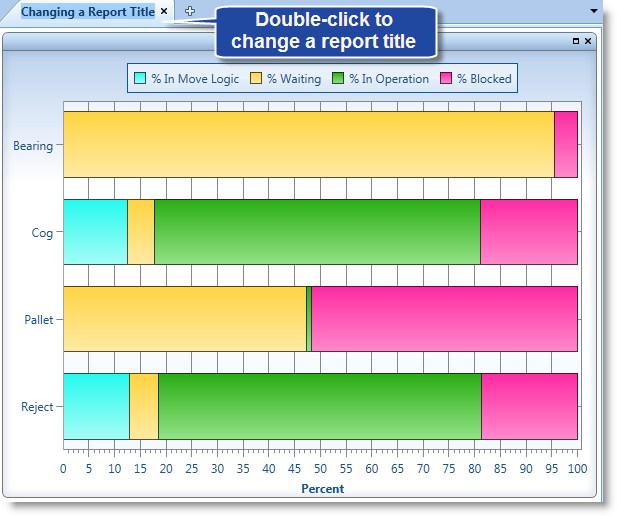 Changing a Report Title
Double-click to
change a report title
% In Move Logic % Waiting % In Operation % Blocked
Bearing
Cog
Pallet
Reject
0 5 10 15 20 25 30 35 40 45 50 55 60 65 70 75 80 85 90 95 100
Percent